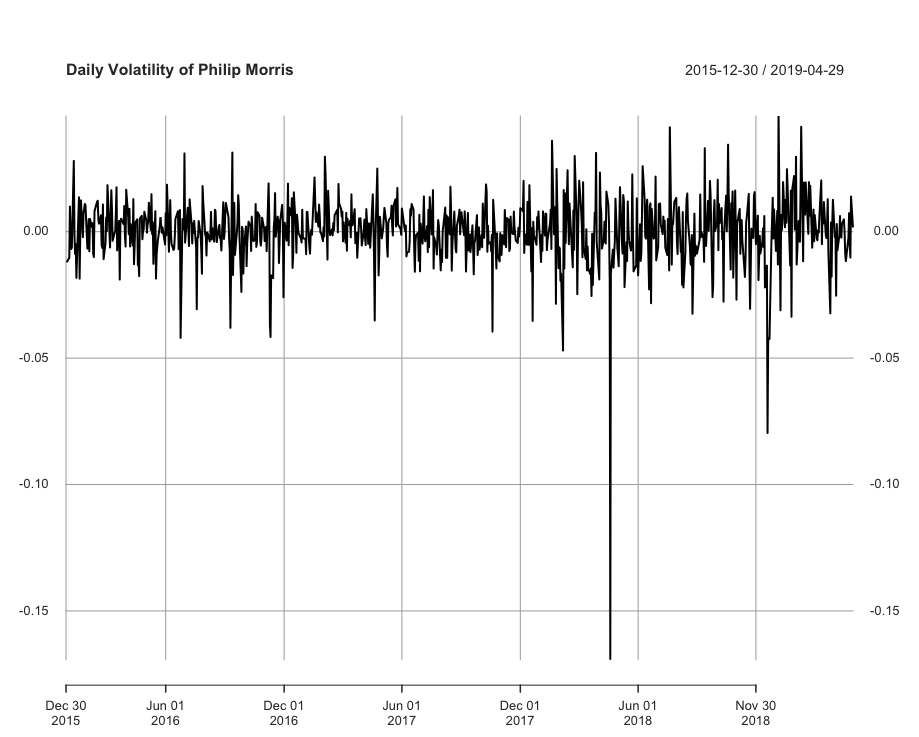 Daily Volatility of Philip Morris 2015-12-30 / 2019-04-29
0.00 0.00
-0.05 -0.05
-0.10 -0.10
-0.15 -0.15
Dec 30 Jun 01 Dec 01 Jun 01 Dec 01 Jun 01 Nov 30
2015 2016 2016 2017 2017 2018 2018